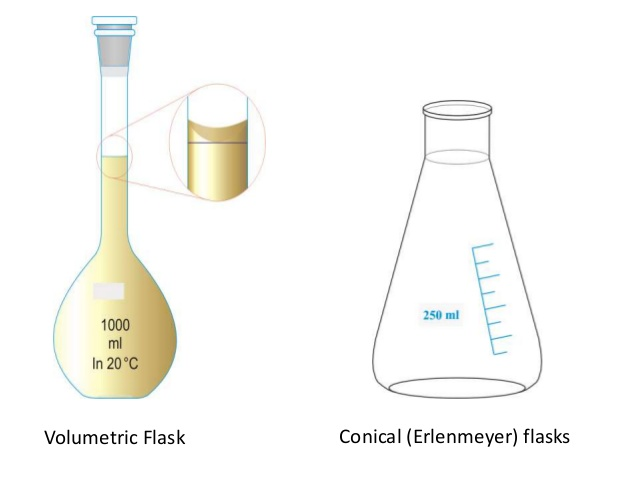 1000
ml
In 20°C
250 ml
Volumetric Flask
Conical (Erlenmeyer) flasks